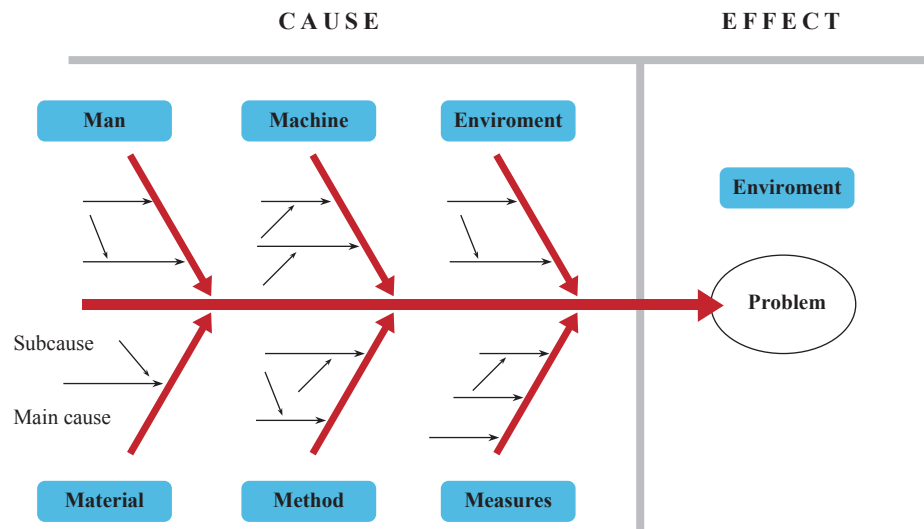 CAUSE
EFFECT
Man
Machine
Enviroment
Enviroment
Problem
Subcause
Main cause
Material
Method
Measures